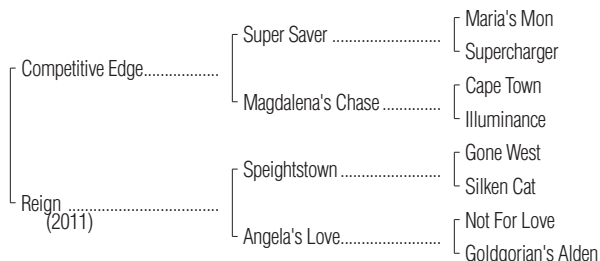 Maria's Mon
Super Saver ..........................
Supercharger
Competitive Edge..................
Cape Town
Magdalena's Chase ..............
Illuminance
Gone West
Speightstown ........................
Silken Cat
Reign ....................................
(2011)
Not For Love
Angela's Love........................
Goldgorian's Alden